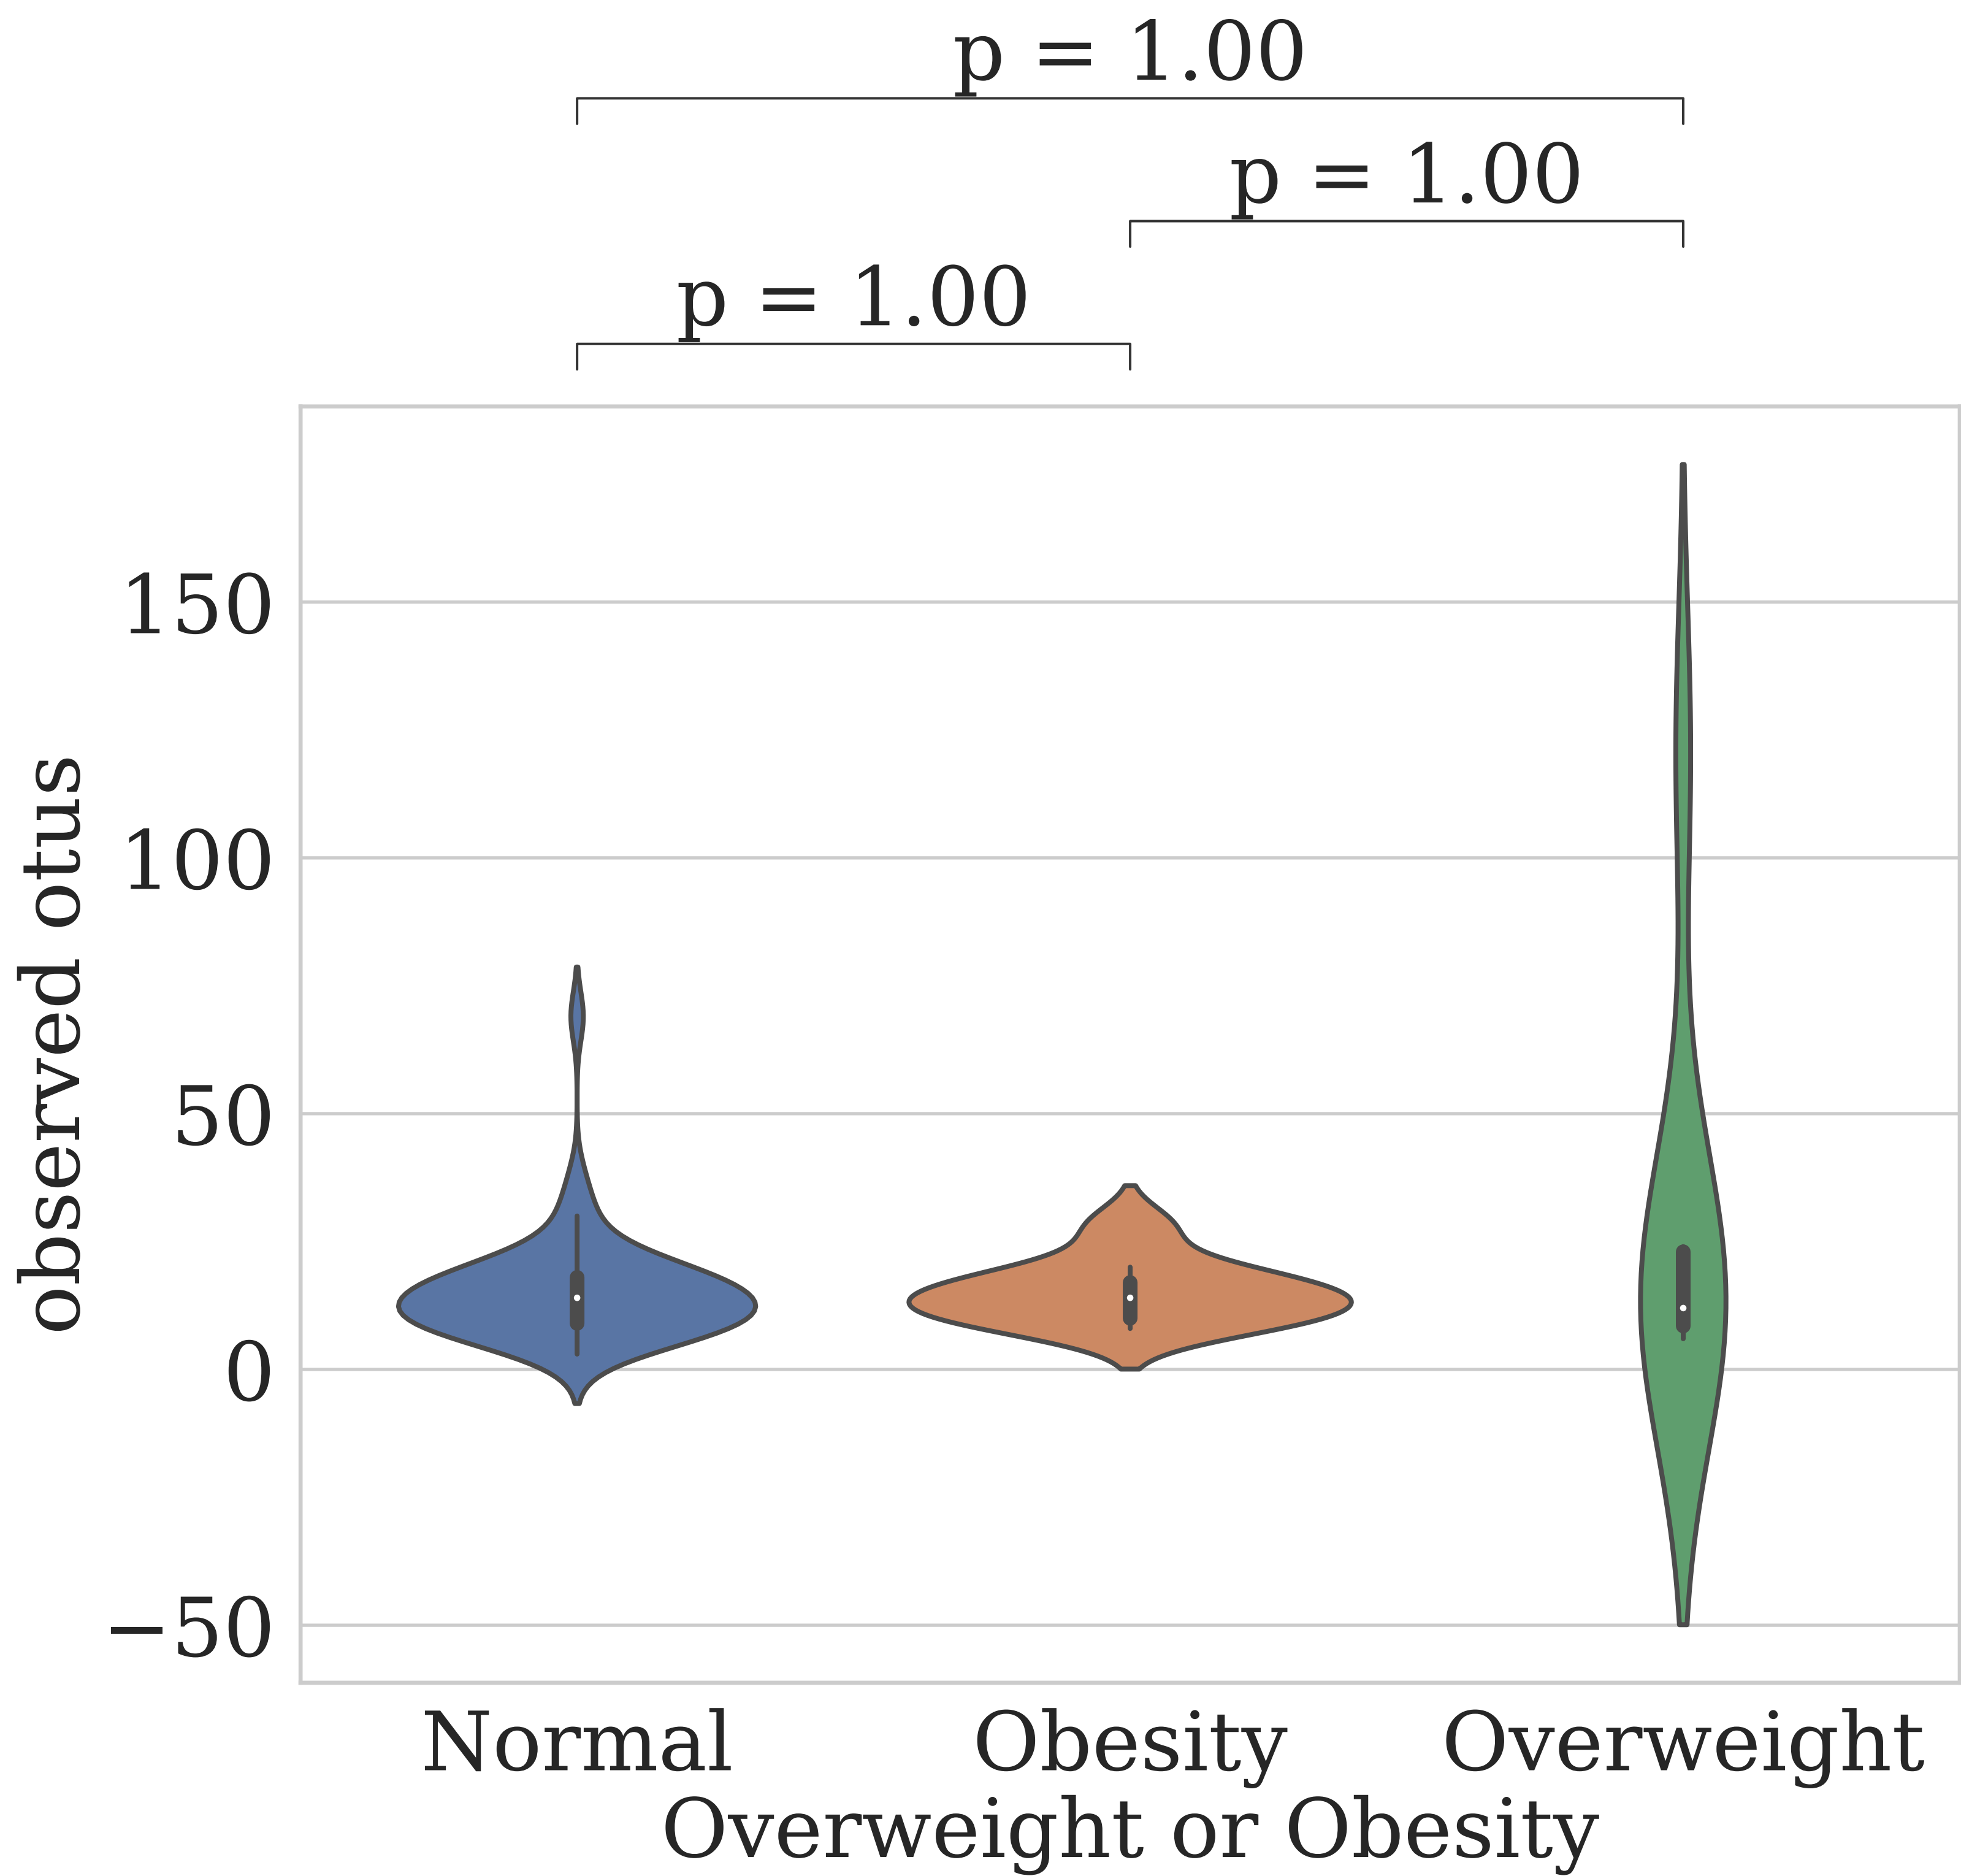 p = 1.00
p = 1.00
p = 1.00
observed otus
150
100
50
0
−50
Normal
Obesity
Overweight
Overweight or Obesity